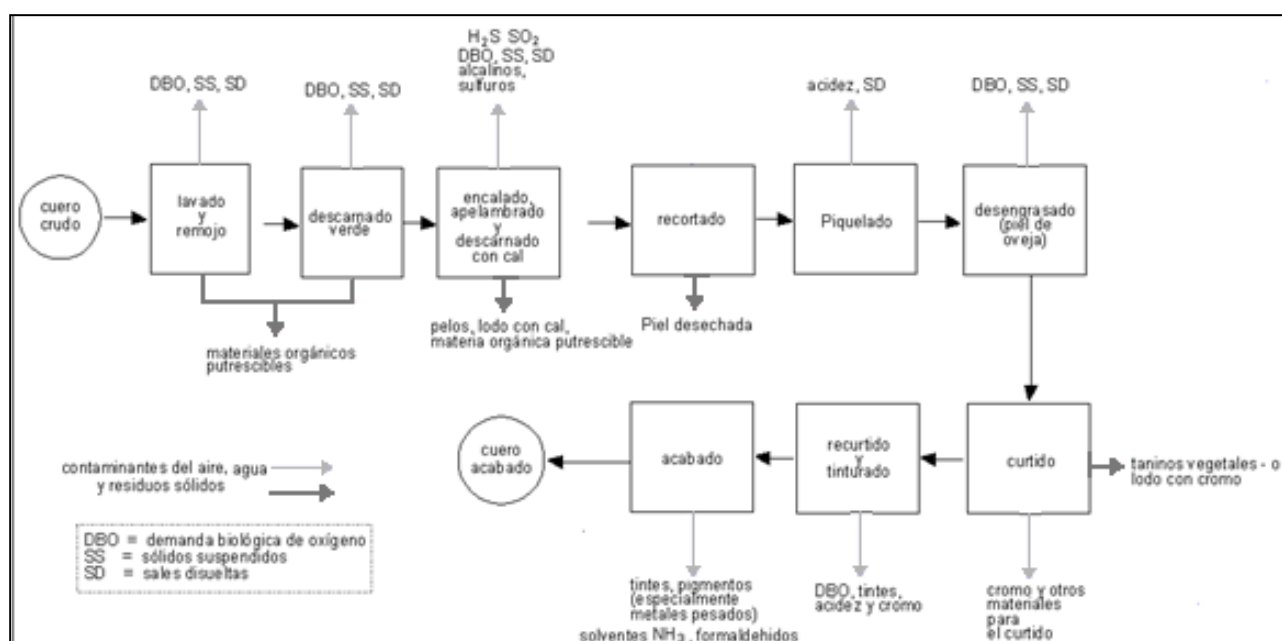 H₂S SO₂
DBO, SS, SD
alcalinos,
sulfuros
DBO, SS, SD
DBO, SS, SD
acidez, SD
DBO, SS, SD
cuero
crudo
lavado
y
remojo
descarnado
verde
encalado,
apelambrado
y
descarnado
con cal
recortado
Piquelado
desengrasado
(piel de
oveja)
materiales orgánicos
putrescibles
pelos, lodo con cal,
materia orgánica putrescible
Piel desechada
cuero
acabado
acabado
recurtido
y
tinturado
curtido
taninos vegetales - o
lodo con cromo
contaminantes del aire, agua
y residuos sólidos
DBO = demanda biológica de oxígeno
SS = sólidos suspendidos
SD = sales disueltas
tintes, pigmentos
(especialmente
metales pesados)
solventes NH₃, formaldehidos
DBO, tintes,
acidez y cromo
cromo y otros
materiales
para
el curtido